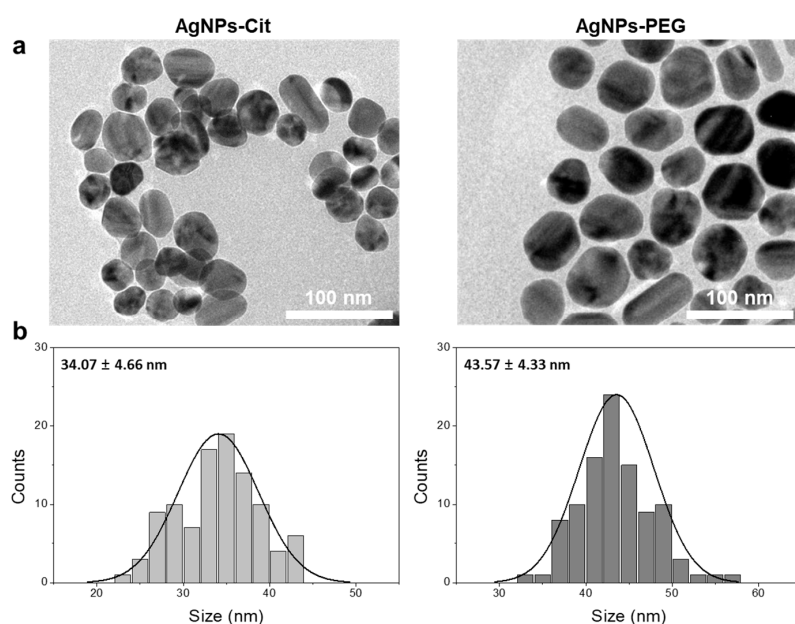 AgNPs-Cit
AgNPs-PEG
a
100 nm
100 nm
b
34.07 ± 4.66 nm
43.57 ± 4.33 nm
30
20
10
0
Counts
20
30
40
50
Size (nm)
30
20
10
0
Counts
30
40
50
60
Size (nm)